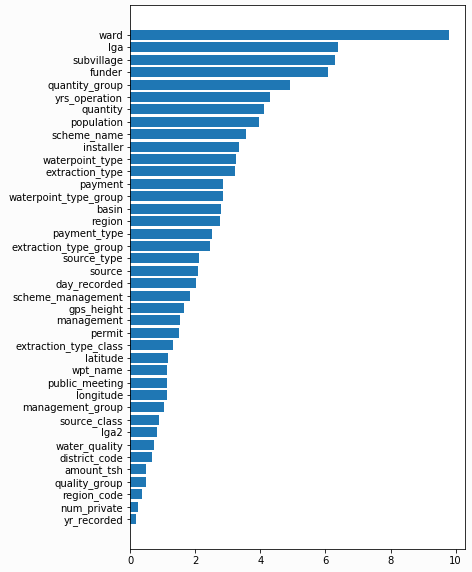 ward
lga
subvillage
funder
quantity_group
yrs_operation
quantity
population
scheme_name
installer
waterpoint_type
extraction_type
payment
waterpoint_type_group
basin
region
payment_type
extraction_type_group
source_type
source
day_recorded
scheme_management
gps_height
management
permit
extraction_type_class
latitude
wpt_name
public_meeting
longitude
management_group
source_class
lga2
water_quality
district_code
amount_tsh
quality_group
region_code
num_private
yr_recorded
0 2 4 6 8 10